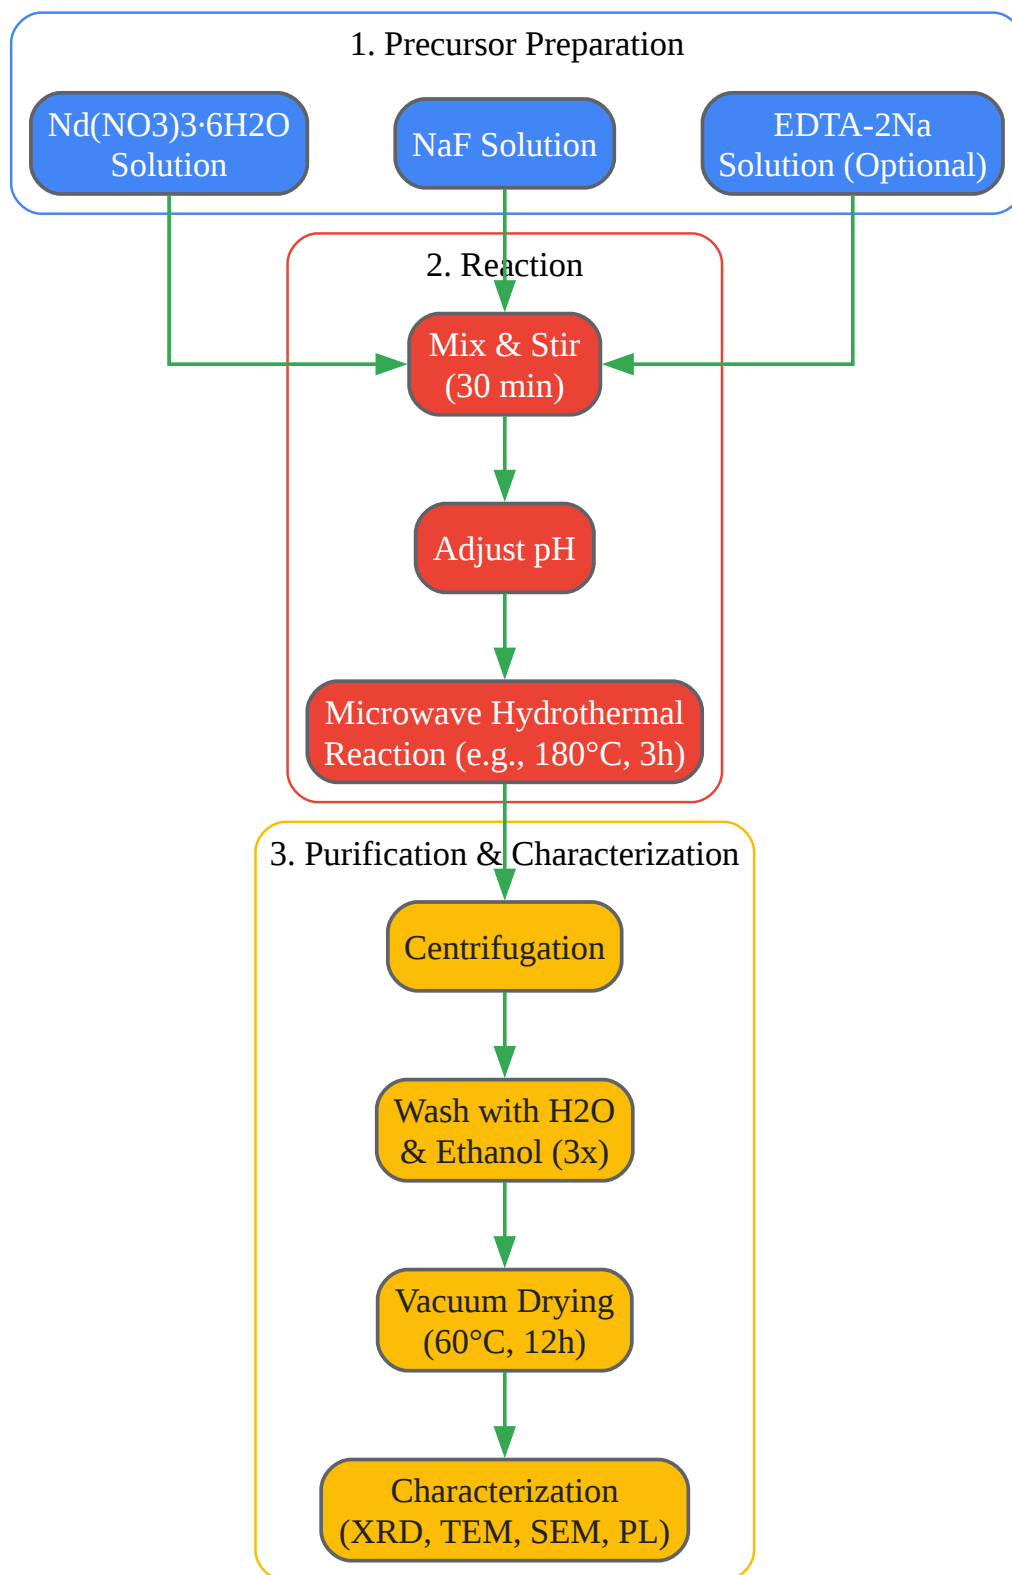 1. Precursor Preparation
Nd(NO3)3·6H2O
Solution
NaF Solution
EDTA-2Na
Solution (Optional)
2. Reaction
Mix & Stir
(30 min)
Adjust pH
Microwave Hydrothermal
Reaction (e.g., 180°C, 3h)
3. Purification & Characterization
Centrifugation
Wash with H2O
& Ethanol (3x)
Vacuum Drying
(60°C, 12h)
Characterization
(XRD, TEM, SEM, PL)